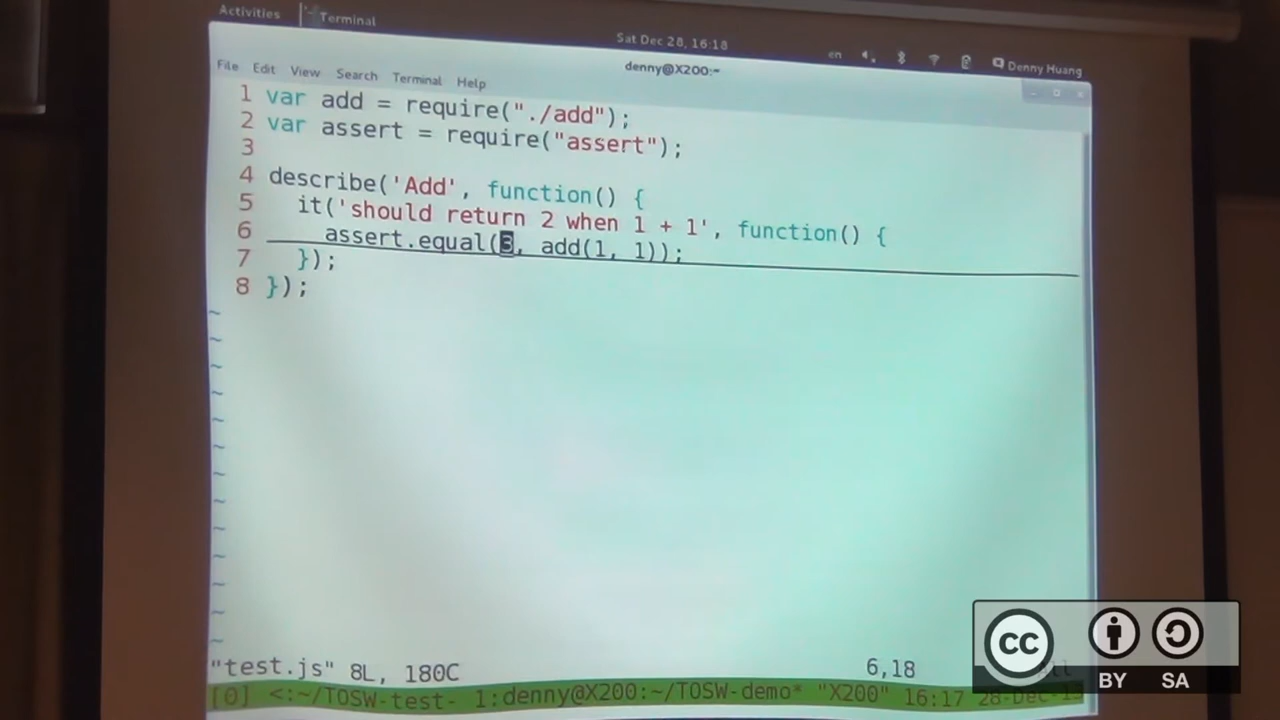 Activities Terminal
Sat Dec 28, 16:18
en
Denny Huang
denny@X200:~
File Edit View Search Terminal Help
1 var add = require("./add");
2 var assert = require("assert");
3
4 describe('Add', function() {
5 it('should return 2 when 1 + 1', function() {
6 assert.equal(3, add(1, 1));
7 });
8 });
~
~
~
~
~
~
~
~
~
~
~
~
~
"test.js" 8L, 180C 6,18
[0] <:~/TOSW-test- 1:denny@X200:~/TOSW-demo* "X200" 16:17 28-Dec-
cc
BY SA